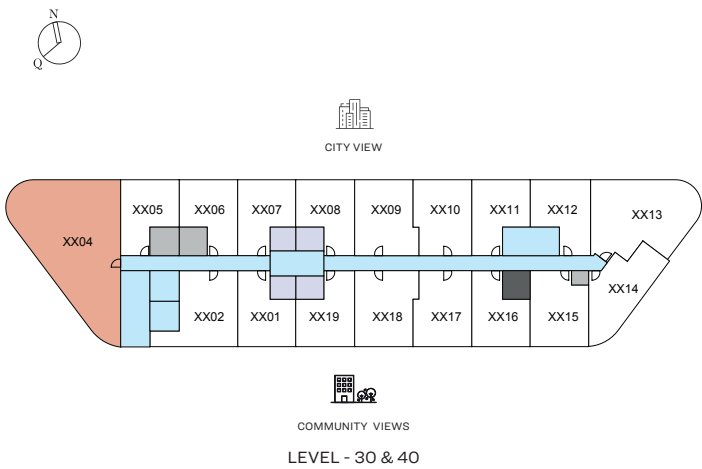 N
Q
CITY VIEW
XX05 XX06 XX07 XX08 XX09 XX10 XX11 XX12 XX13
XX04
XX14
XX02 XX01 XX19 XX18 XX17 XX16 XX15
COMMUNITY VIEWS
LEVEL - 30 & 40